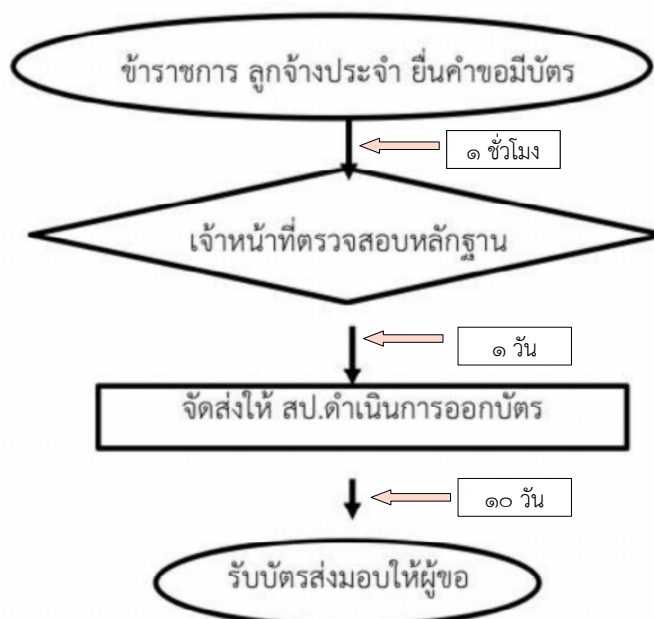 ข้าราชการ ลูกจ้างประจำ ยื่นคำขอมีบัตร
๑ ชั่วโมง
เจ้าหน้าที่ตรวจสอบหลักฐาน
๑ วัน
จัดส่งให้ สป.ดำเนินการออกบัตร
๑๐ วัน
รับบัตรส่งมอบให้ผู้ขอ